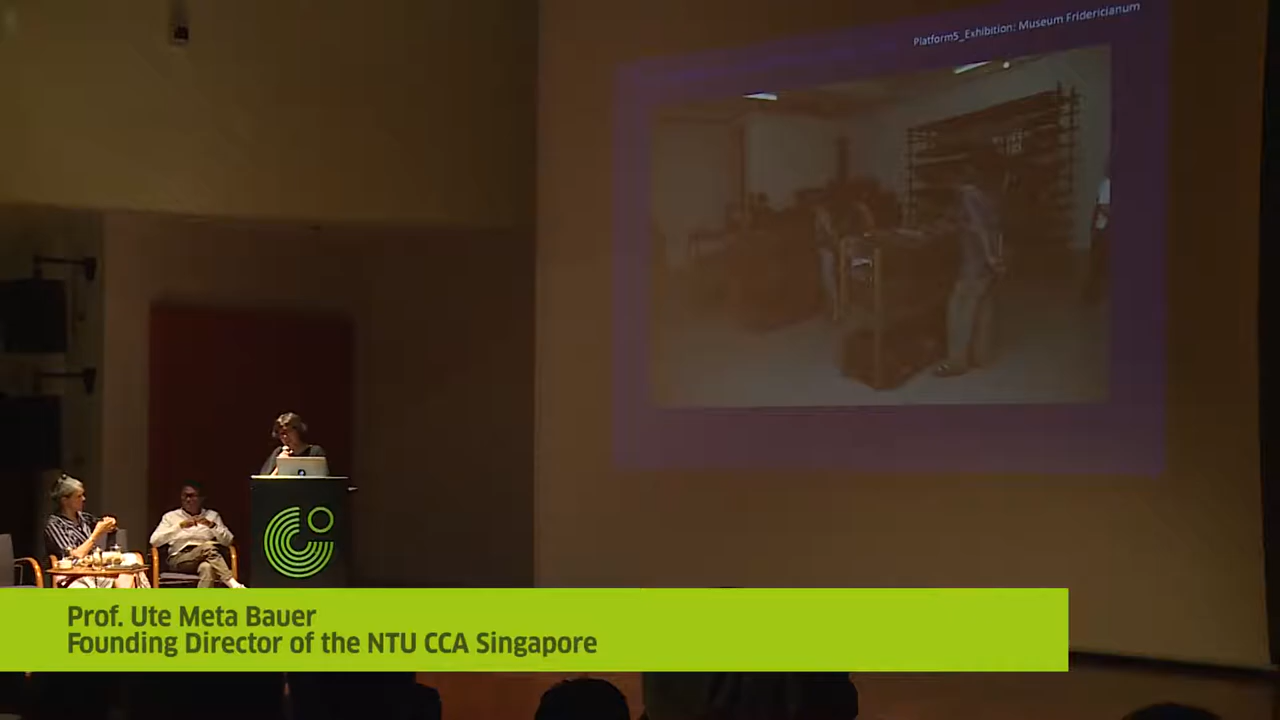 Platform5_Exhibition: Museum Fridericianum
Prof. Ute Meta Bauer
Founding Director of the NTU CCA Singapore